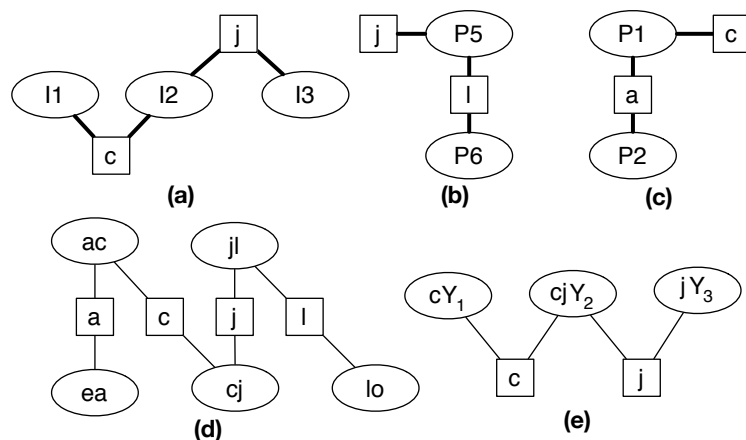 j
I1 I2 I3
c
(a)
j P5
l
P6
(b)
P1 c
a
P2
(c)
ac jl
a c j l
ea cj lo
(d)
cY₁ cjY₂ jY₃
c j
(e)